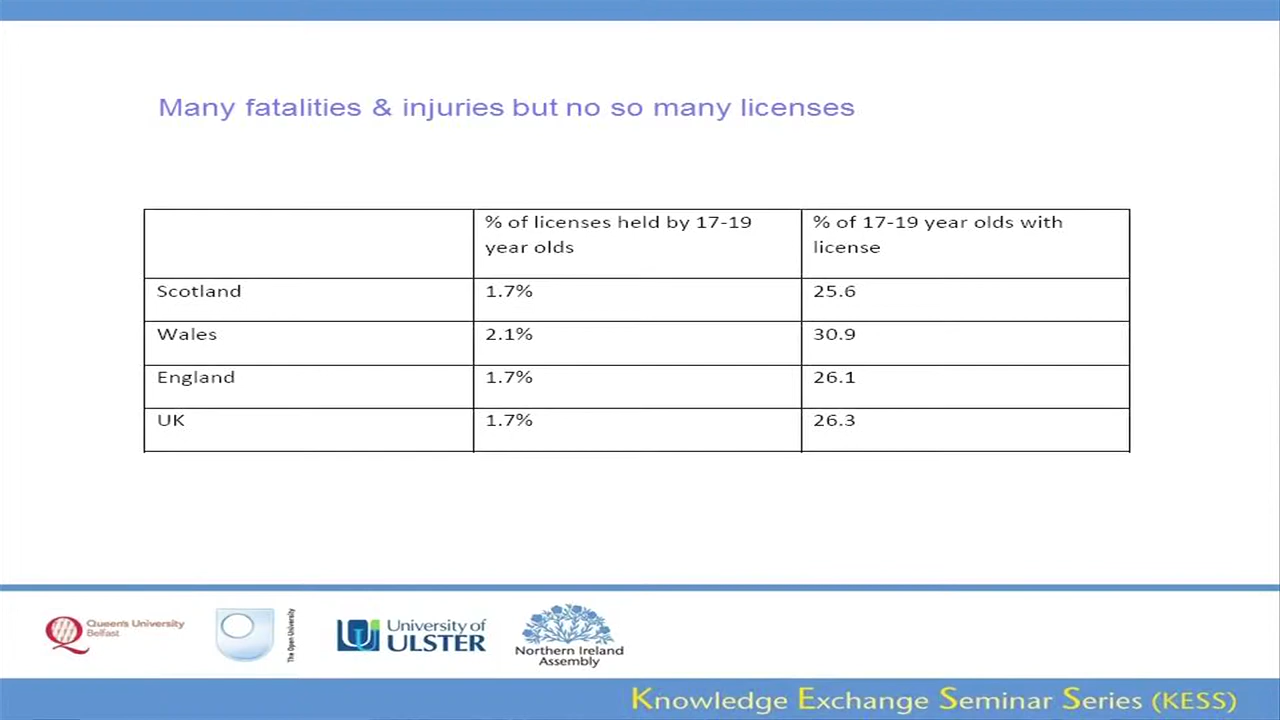 Many fatalities & injuries but no so many licenses
% of licenses held by 17-19
year olds
% of 17-19 year olds with
license
Scotland
1.7%
25.6
Wales
2.1%
30.9
England
1.7%
26.1
UK
1.7%
26.3
Queen's University
Belfast
The Open University
University of
ULSTER
Northern Ireland
Assembly
Knowledge Exchange Seminar Series (KESS)